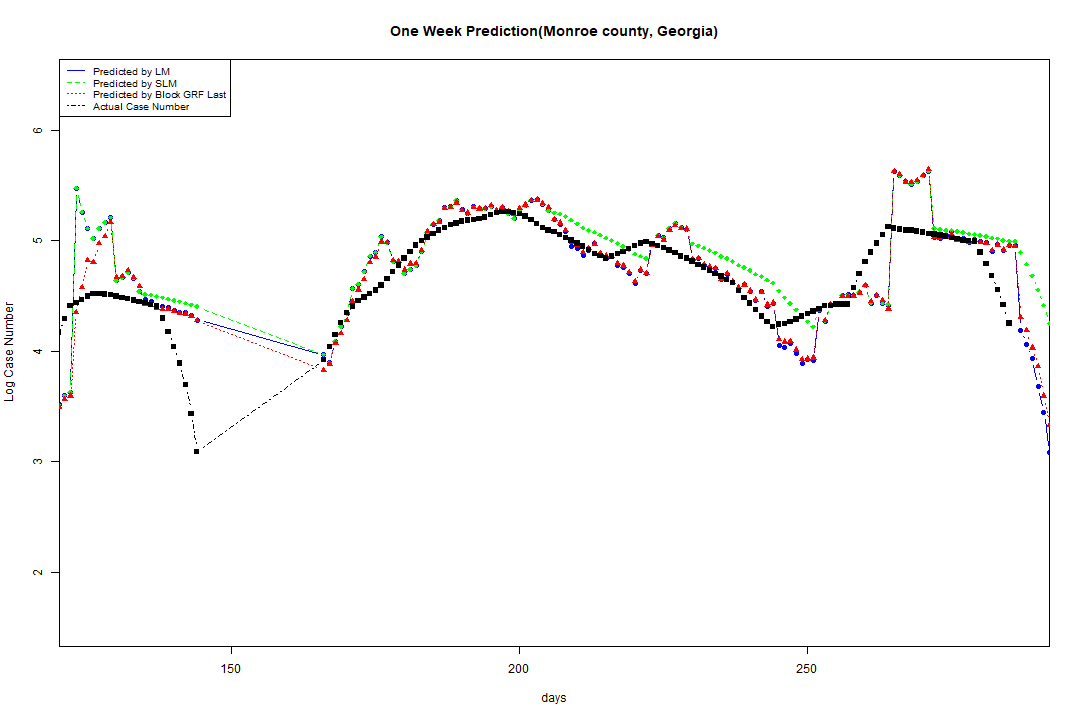 One Week Prediction(Monroe county, Georgia)
Predicted by LM
Predicted by SLM
Predicted by Block GRF Last
Actual Case Number
6
5
4
3
2
Log Case Number
150 200 250
days